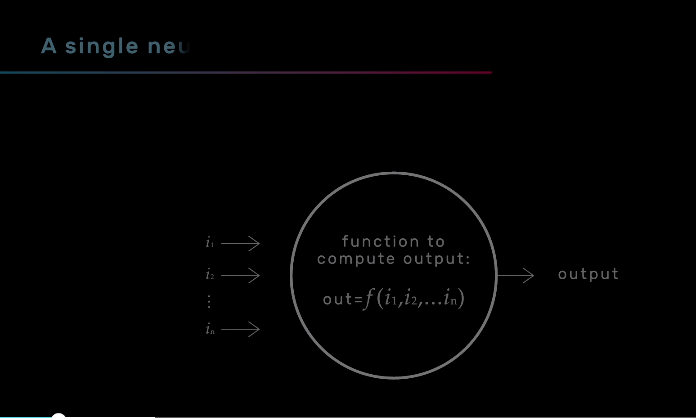 A single neu
function to
compute output:
i₁
i₂
⋮
iₙ
out=f(i₁,i₂,...iₙ)
output